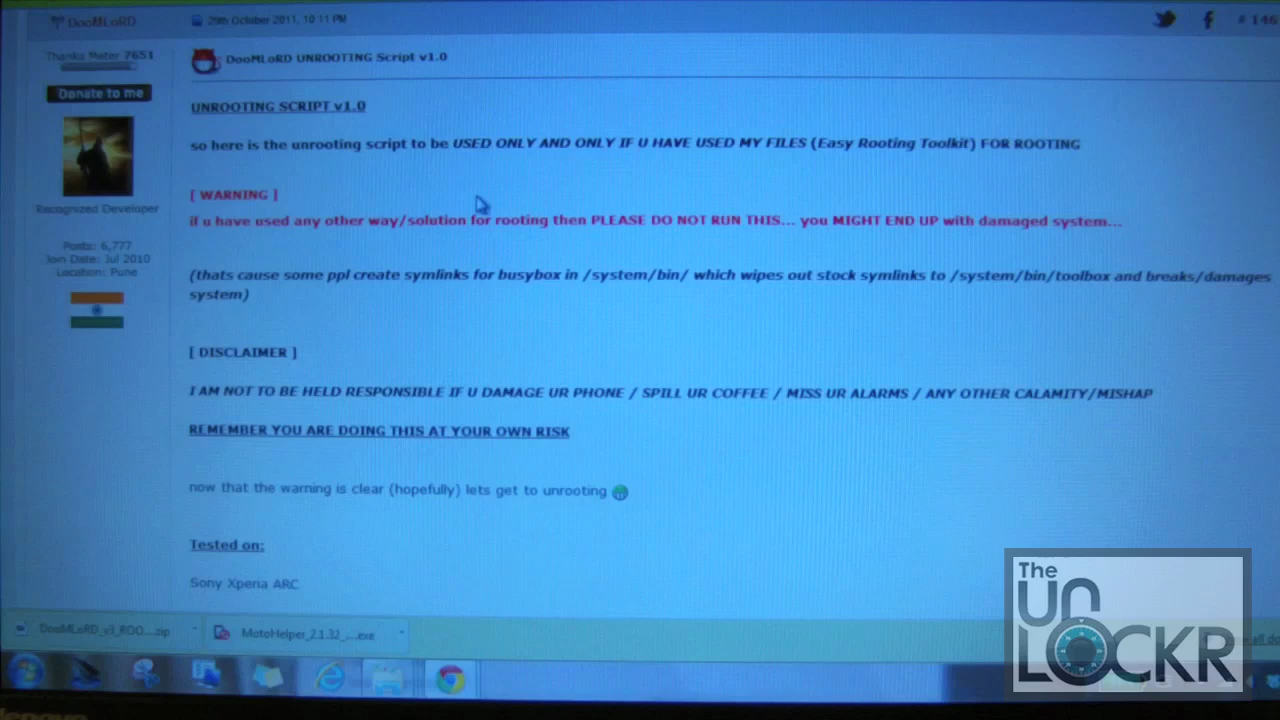 DooMLoRD
29th October 2011, 10:11 PM
# 146
Thanks Meter 7651
Donate to me
Recognized Developer
Posts: 6,777
Join Date: Jul 2010
Location: Pune
DooMLoRD UNROOTING Script v1.0
UNROOTING SCRIPT v1.0
so here is the unrooting script to be USED ONLY AND ONLY IF U HAVE USED MY FILES (Easy Rooting Toolkit) FOR ROOTING
[ WARNING ]
if u have used any other way/solution for rooting then PLEASE DO NOT RUN THIS... you MIGHT END UP with damaged system...
(thats cause some ppl create symlinks for busybox in /system/bin/ which wipes out stock symlinks to /system/bin/toolbox and breaks/damages
system)
[ DISCLAIMER ]
I AM NOT TO BE HELD RESPONSIBLE IF U DAMAGE UR PHONE / SPILL UR COFFEE / MISS UR ALARMS / ANY OTHER CALAMITY/MISHAP
REMEMBER YOU ARE DOING THIS AT YOUR OWN RISK
now that the warning is clear (hopefully) lets get to unrooting
Tested on:
Sony Xperia ARC
DooMLoRD_v3_ROO....zip
MotoHelper_2.1.32_....exe
The
UN
LOCKR